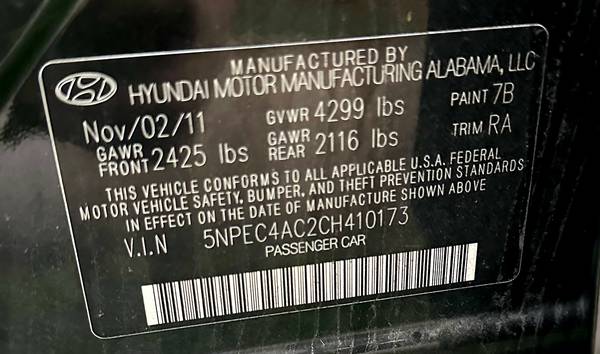 MANUFACTURED BY
HYUNDAI MOTOR MANUFACTURING ALABAMA, LLC
Nov/02/11 GVWR 4299 lbs PAINT 7B
GAWR FRONT 2425 lbs GAWR REAR 2116 lbs TRIM RA
THIS VEHICLE CONFORMS TO ALL APPLICABLE U.S.A. FEDERAL
MOTOR VEHICLE SAFETY, BUMPER, AND THEFT PREVENTION STANDARDS
IN EFFECT ON THE DATE OF MANUFACTURE SHOWN ABOVE
V.I.N 5NPEC4AC2CH410173
PASSENGER CAR